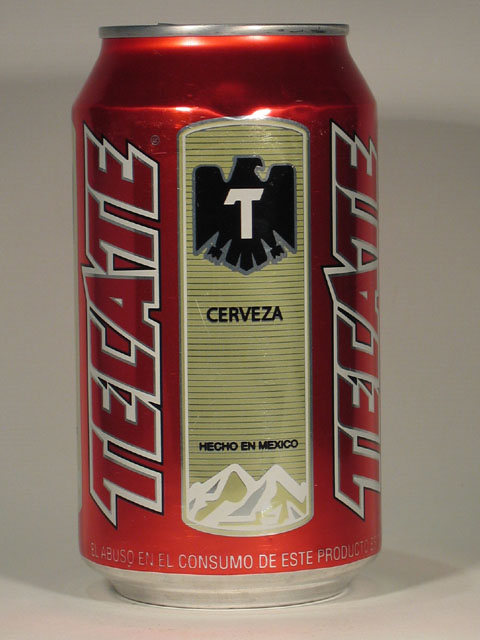 TECATE
®
T
CERVEZA
HECHO EN MEXICO
TECATE
EL ABUSO EN EL CONSUMO DE ESTE PRODUCTO